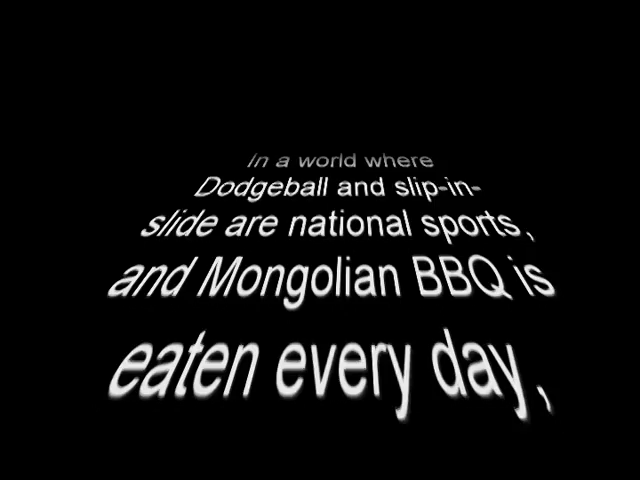 In a world where
Dodgeball and slip-in-
slide are national sports,
and Mongolian BBQ is
eaten every day,